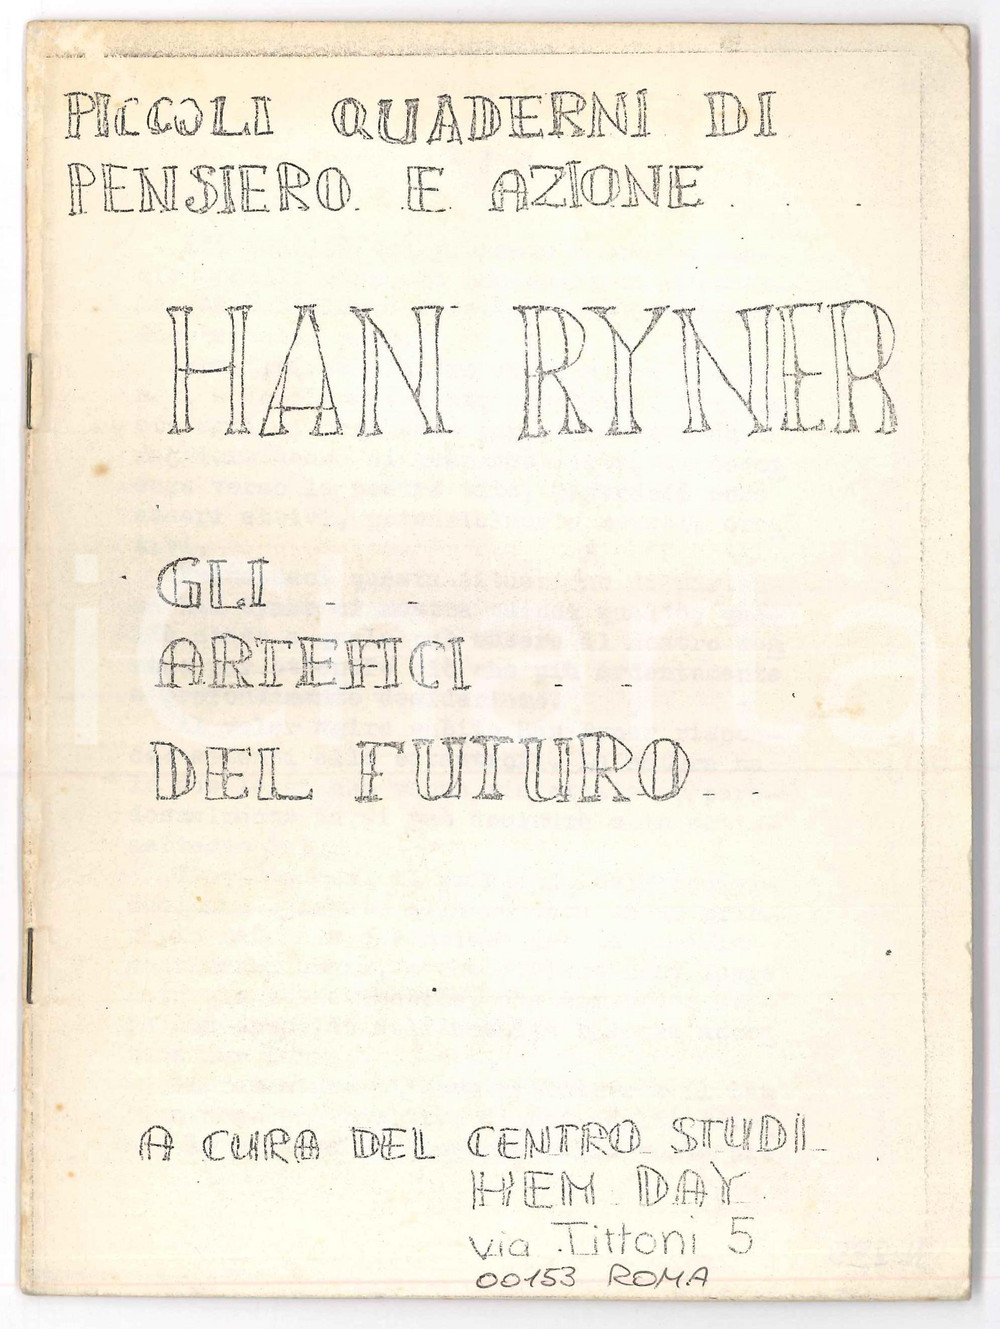 PICCOLI QUADERNI DI
PENSIERO E AZIONE
HAN RYNER
GLI
ARTEFICI
DEL FUTURO
A CURA DEL CENTRO STUDI
HEM DAY
via Tittoni 5
00153 ROMA